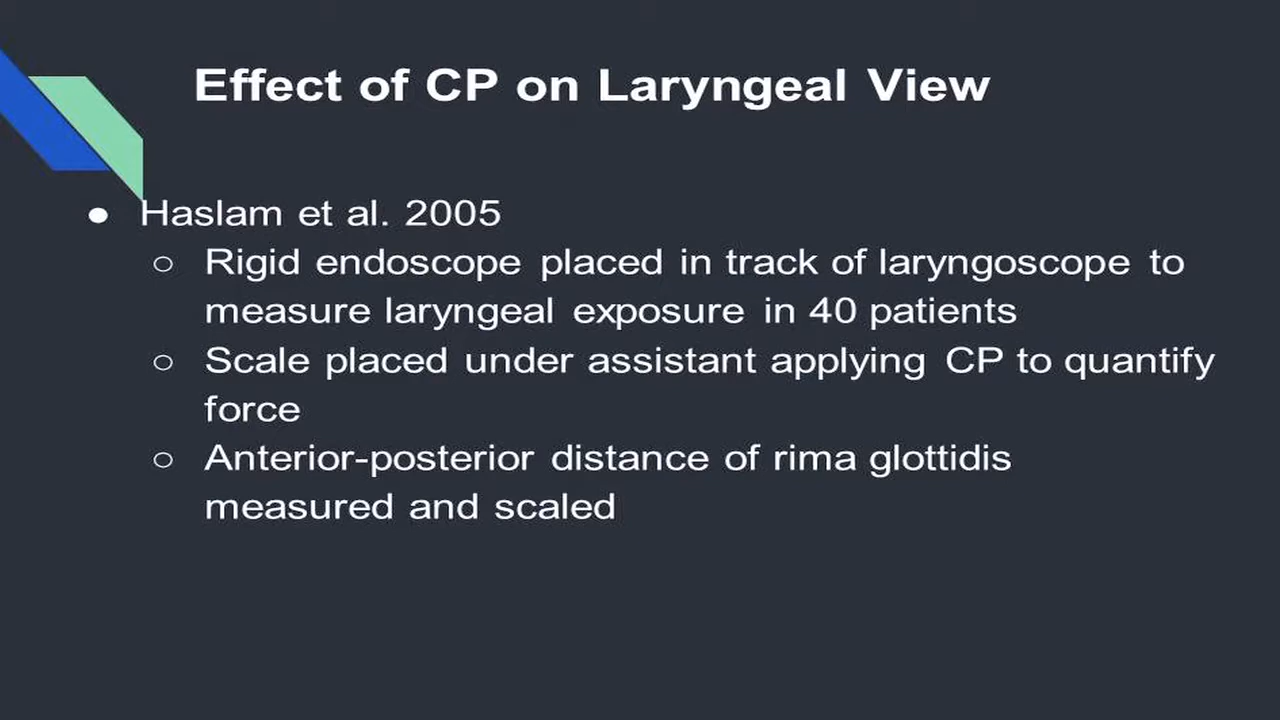 Effect of CP on Laryngeal View
● Haslam et al. 2005
○ Rigid endoscope placed in track of laryngoscope to
measure laryngeal exposure in 40 patients
○ Scale placed under assistant applying CP to quantify
force
○ Anterior-posterior distance of rima glottidis
measured and scaled